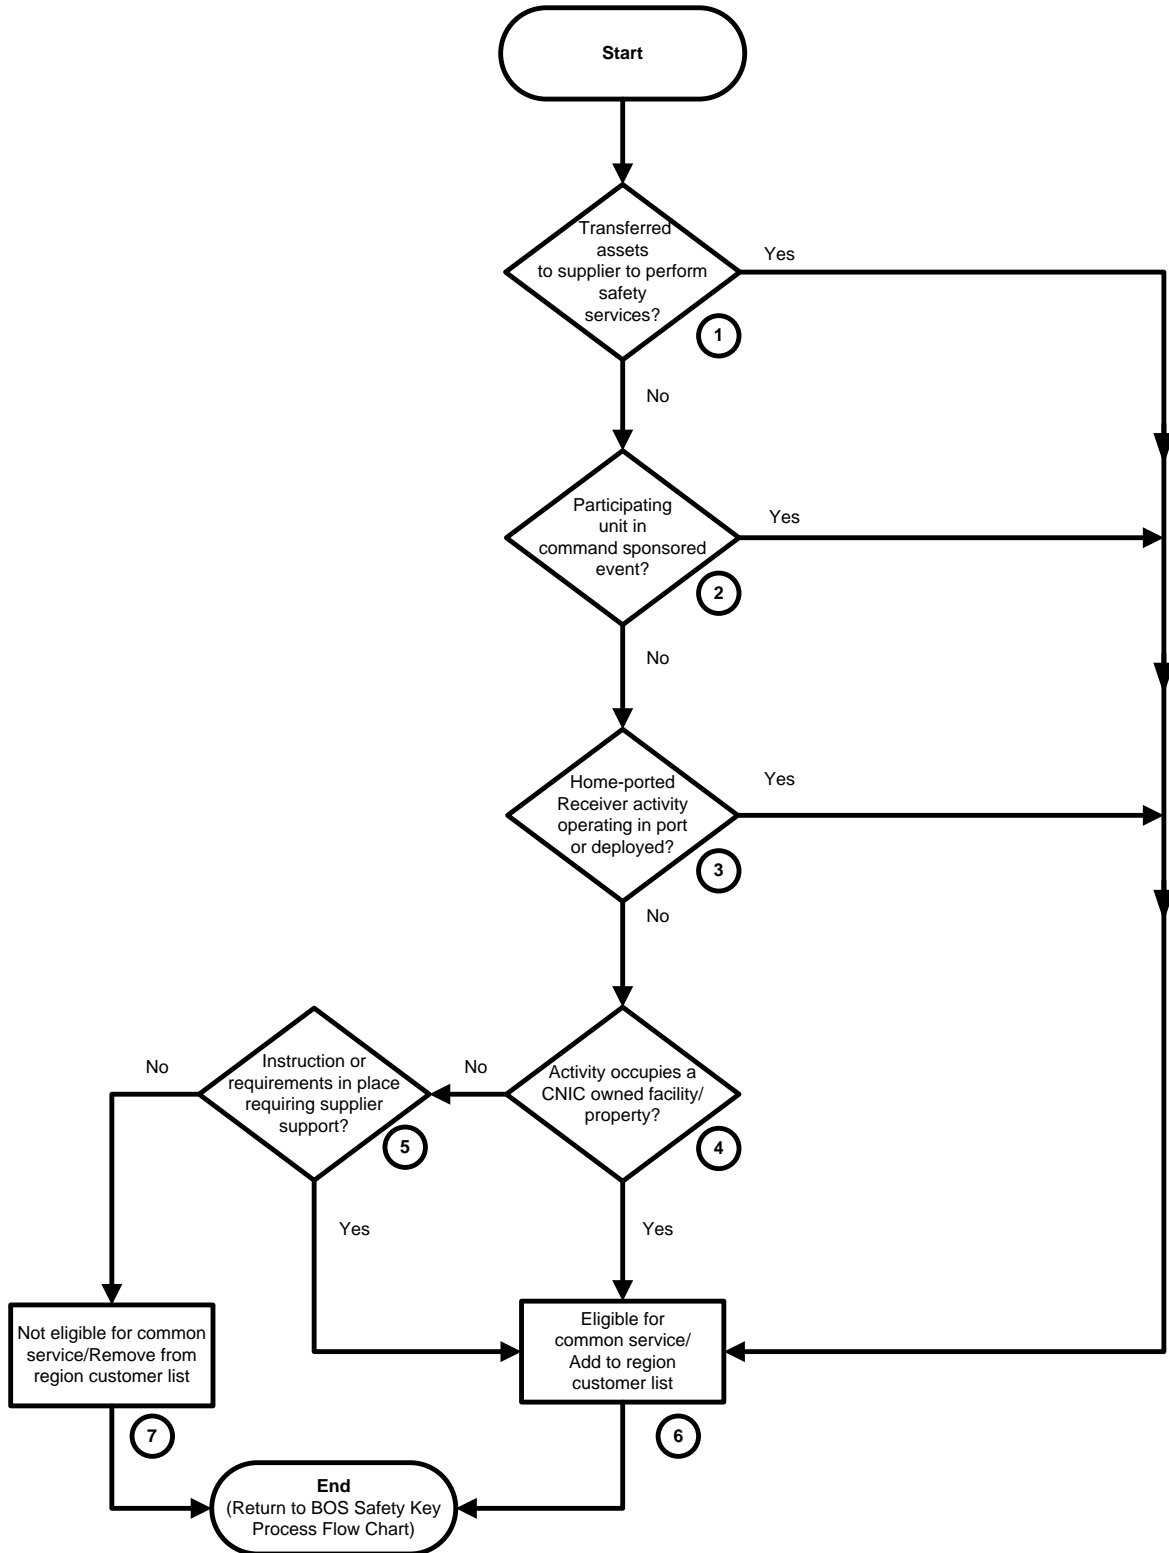 Start
Transferred
assets
to supplier to perform
safety
services?
Yes
1
No
Participating
unit in
command sponsored
event?
Yes
2
No
Home-ported
Receiver activity
operating in port
or deployed?
Yes
3
No
Activity occupies a
CNIC owned facility/
property?
4
No
Yes
Instruction or
requirements in place
requiring supplier
support?
5
No
Yes
Eligible for
common service/
Add to region
customer list
6
Not eligible for common
service/Remove from
region customer list
7
End
(Return to BOS Safety Key
Process Flow Chart)